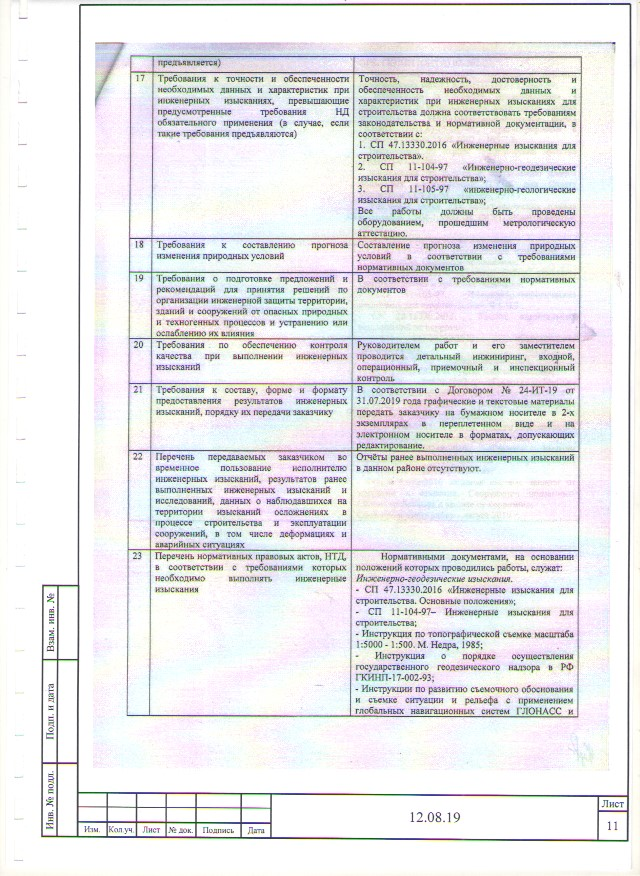 предъявляется)
17
Требования к точности и обеспеченности
необходимых данных и характеристик при
инженерных изысканиях, превышающие
предусмотренные требования НД
обязательного применения (в случае, если
такие требования предъявляются)
Точность, надежность, достоверность и
обеспеченность необходимых данных и
характеристик при инженерных изысканиях для
строительства должна соответствовать требованиям
законодательства и нормативной документации, в
соответствии с:
1. СП 47.13330.2016 «Инженерные изыскания для
строительства».
2. СП 11-104-97 «Инженерно-геодезические
изыскания для строительства»;
3. СП 11-105-97 «инженерно-геологические
изыскания для строительства»;
Все работы должны быть проведены
оборудованием, прошедшим метрологическую
аттестацию.
18
Требования к составлению прогноза
изменения природных условий
Составление прогноза изменения природных
условий в соответствии с требованиями
нормативных документов
19
Требования о подготовке предложений и
рекомендаций для принятия решений по
организации инженерной защиты территории,
зданий и сооружений от опасных природных
и техногенных процессов и устранению или
ослаблению их влияния
В соответствии с требованиями нормативных
документов
20
Требования по обеспечению контроля
качества при выполнении инженерных
изысканий
Руководителем работ и его заместителем
проводится детальный инжиниринг, входной,
операционный, приемочный и инспекционный
контроль
21
Требования к составу, форме и формату
предоставления результатов инженерных
изысканий, порядку их передачи заказчику
В соответствии с Договором № 24-ИТ-19 от
31.07.2019 года графические и текстовые материалы
передать заказчику на бумажном носителе в 2-х
экземплярах в переплетенном виде и на
электронном носителе в форматах, допускающих
редактирование.
22
Перечень передаваемых заказчиком во
временное пользование исполнителю
инженерных изысканий, результатов ранее
выполненных инженерных изысканий и
исследований, данных о наблюдавшихся на
территории изысканий осложнениях в
процессе строительства и эксплуатации
сооружений, в том числе деформациях и
аварийных ситуациях
Отчёты ранее выполненных инженерных изысканий
в данном районе отсутствуют.
23
Перечень нормативных правовых актов, НТД,
в соответствии с требованиями которых
необходимо выполнять инженерные
изыскания
Нормативными документами, на основании
положений которых проводились работы, служат:
Инженерно-геодезические изыскания.
- СП 47.13330.2016 «Инженерные изыскания для
строительства. Основные положения»;
- СП 11-104-97– Инженерные изыскания для
строительства;
- Инструкция по топографической съемке масштаба
1:5000 - 1:500. М. Недра, 1985;
- Инструкция о порядке осуществления
государственного геодезического надзора в РФ
ГКИНП-17-002-93;
- Инструкции по развитию съемочного обоснования
и съемке ситуации и рельефа с применением
глобальных навигационных систем ГЛОНАСС и
Взам. инв. №
Подп. и дата
Инв. № подл.
Изм. Кол.уч. Лист № док. Подпись Дата
12.08.19
Лист
11